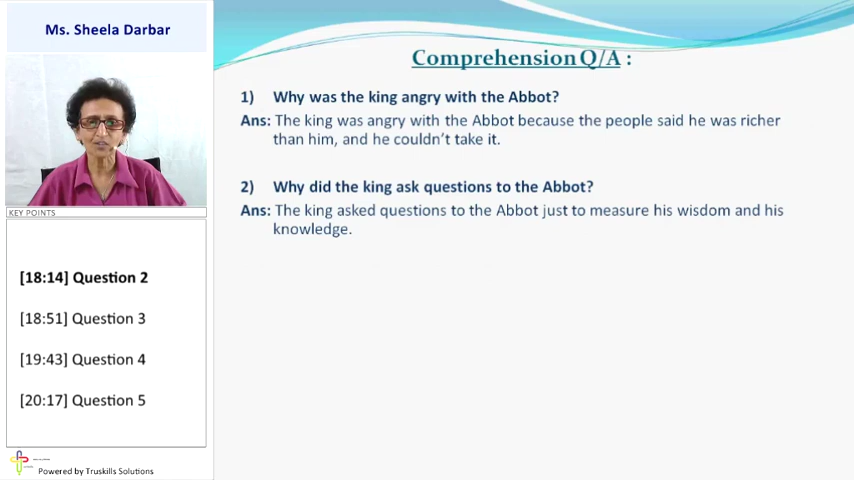 Ms. Sheela Darbar
KEY POINTS
[18:14] Question 2
[18:51] Question 3
[19:43] Question 4
[20:17] Question 5
Powered by Truskills Solutions
Comprehension Q/A :
1) Why was the king angry with the Abbot?
Ans: The king was angry with the Abbot because the people said he was richer
than him, and he couldn't take it.
2) Why did the king ask questions to the Abbot?
Ans: The king asked questions to the Abbot just to measure his wisdom and his
knowledge.